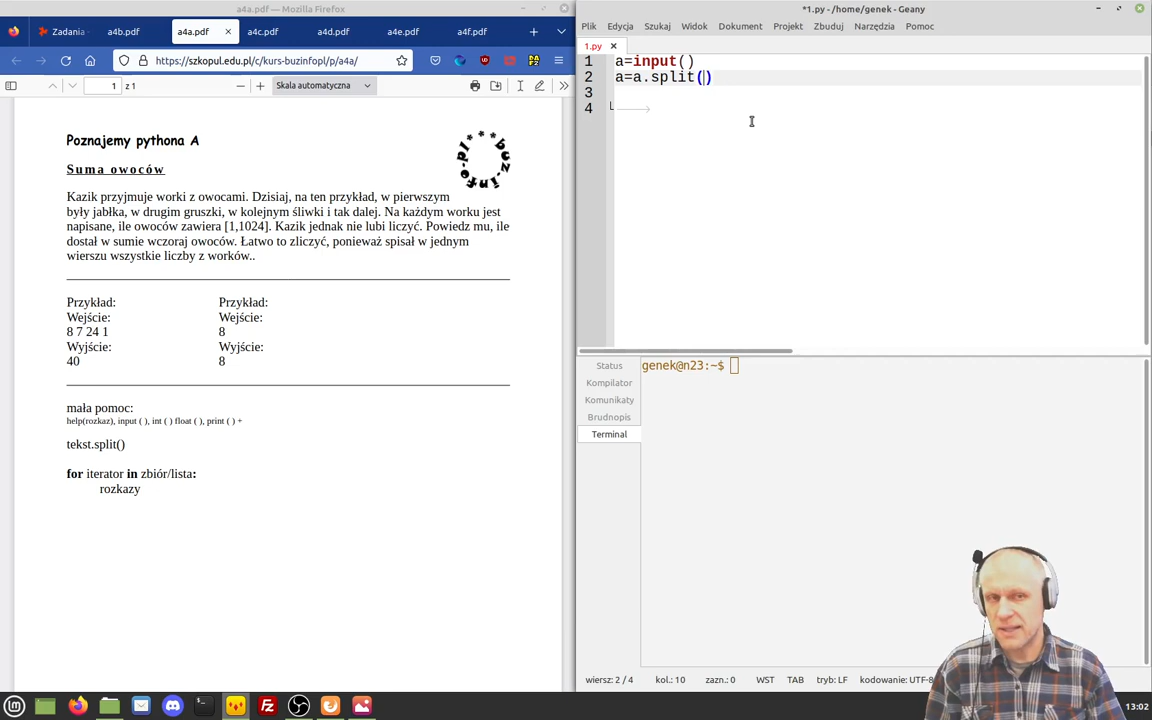 a4a.pdf — Mozilla Firefox
Zadania
a4b.pdf
a4a.pdf
a4c.pdf
a4d.pdf
a4e.pdf
a4f.pdf
https://szkopul.edu.pl/c/kurs-buzinfopl/p/a4a/
1
z 1
Skala automatyczna
Poznajemy pythona A
**buz.info.pl
Suma owoców
Kazik przyjmuje worki z owocami. Dzisiaj, na ten przykład, w pierwszym
były jabłka, w drugim gruszki, w kolejnym śliwki i tak dalej. Na każdym worku jest
napisane, ile owoców zawiera [1,1024]. Kazik jednak nie lubi liczyć. Powiedz mu, ile
dostał w sumie wczoraj owoców. Łatwo to zliczyć, ponieważ spisał w jednym
wierszu wszystkie liczby z worków..
Przykład:
Wejście:
8 7 24 1
Wyjście:
40
Przykład:
Wejście:
8
Wyjście:
8
mała pomoc:
help(rozkaz), input ( ), int ( ) float ( ), print ( ) +
tekst.split()
for iterator in zbiór/lista:
rozkazy
*1.py - /home/genek - Geany
Plik Edycja Szukaj Widok Dokument Projekt Zbuduj Narzędzia Pomoc
1.py
1 a=input()
2 a=a.split()
3
4
Status
Kompilator
Komunikaty
Brudnopis
Terminal
genek@n23:~$
wiersz: 2 / 4 kol.: 10 zazn.: 0 WST TAB tryb: LF kodowanie: UTF-8
13:02